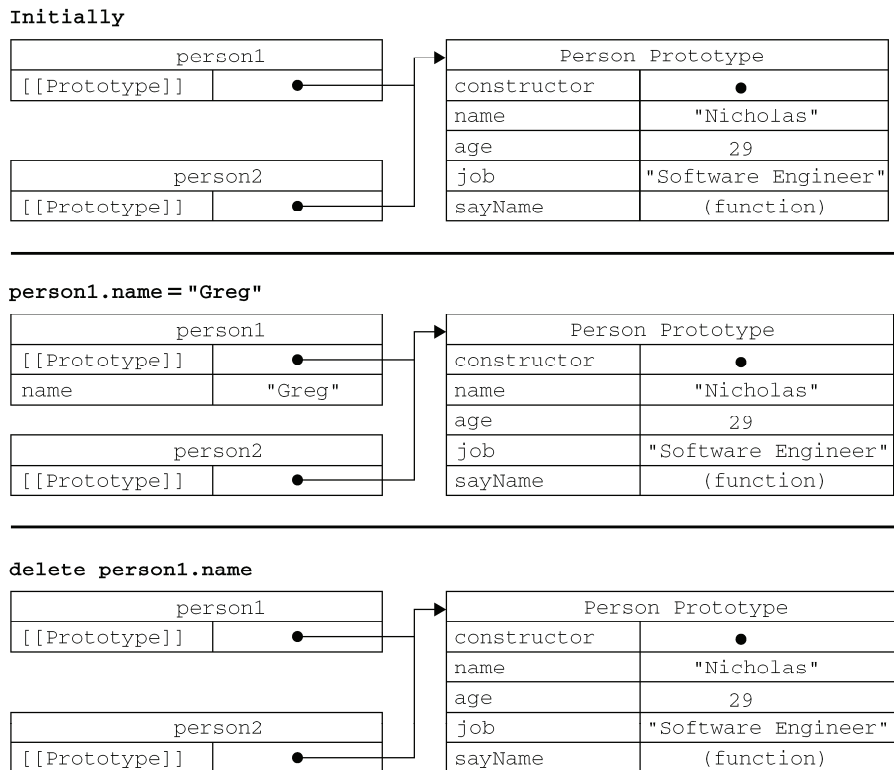 Initially
person1
[[Prototype]]
person2
[[Prototype]]
Person Prototype
constructor
name "Nicholas"
age 29
job "Software Engineer"
sayName (function)
person1.name = "Greg"
person1
[[Prototype]]
name "Greg"
person2
[[Prototype]]
Person Prototype
constructor
name "Nicholas"
age 29
job "Software Engineer"
sayName (function)
delete person1.name
person1
[[Prototype]]
person2
[[Prototype]]
Person Prototype
constructor
name "Nicholas"
age 29
job "Software Engineer"
sayName (function)